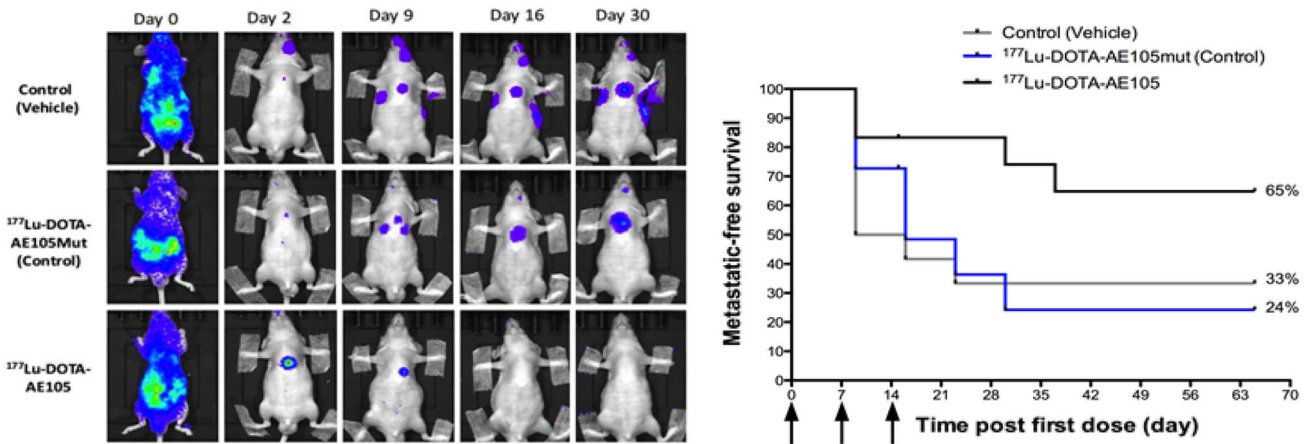 Day 0 Day 2 Day 9 Day 16 Day 30
Control
(Vehicle)
¹⁷⁷Lu-DOTA-
AE105Mut
(Control)
¹⁷⁷Lu-DOTA-
AE105
Control (Vehicle)
¹⁷⁷Lu-DOTA-AE105mut (Control)
¹⁷⁷Lu-DOTA-AE105
Metastatic-free survival
100
90
80
70
60
50
40
30
20
10
0
65%
33%
24%
0 7 14 21 28 35 42 49 56 63 70
Time post first dose (day)